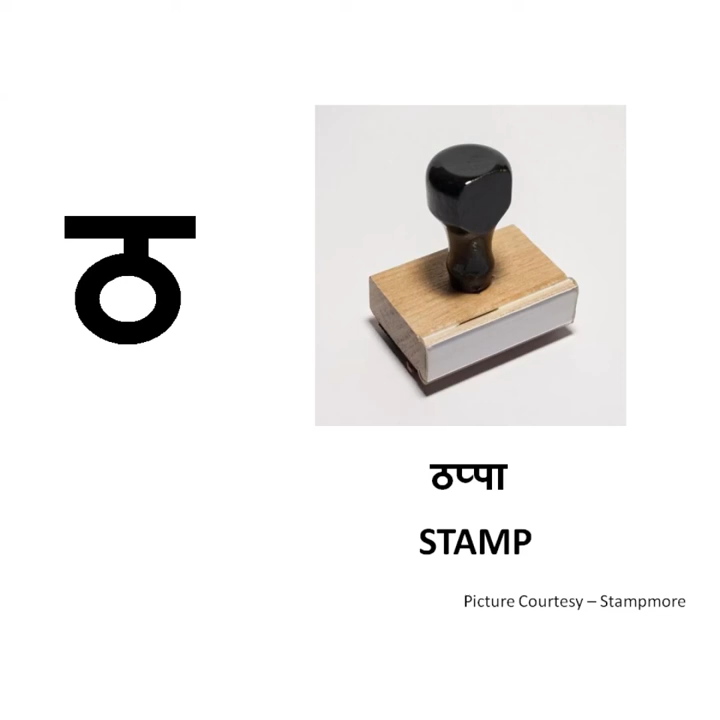 ठ
ठप्पा
STAMP
Picture Courtesy – Stampmore